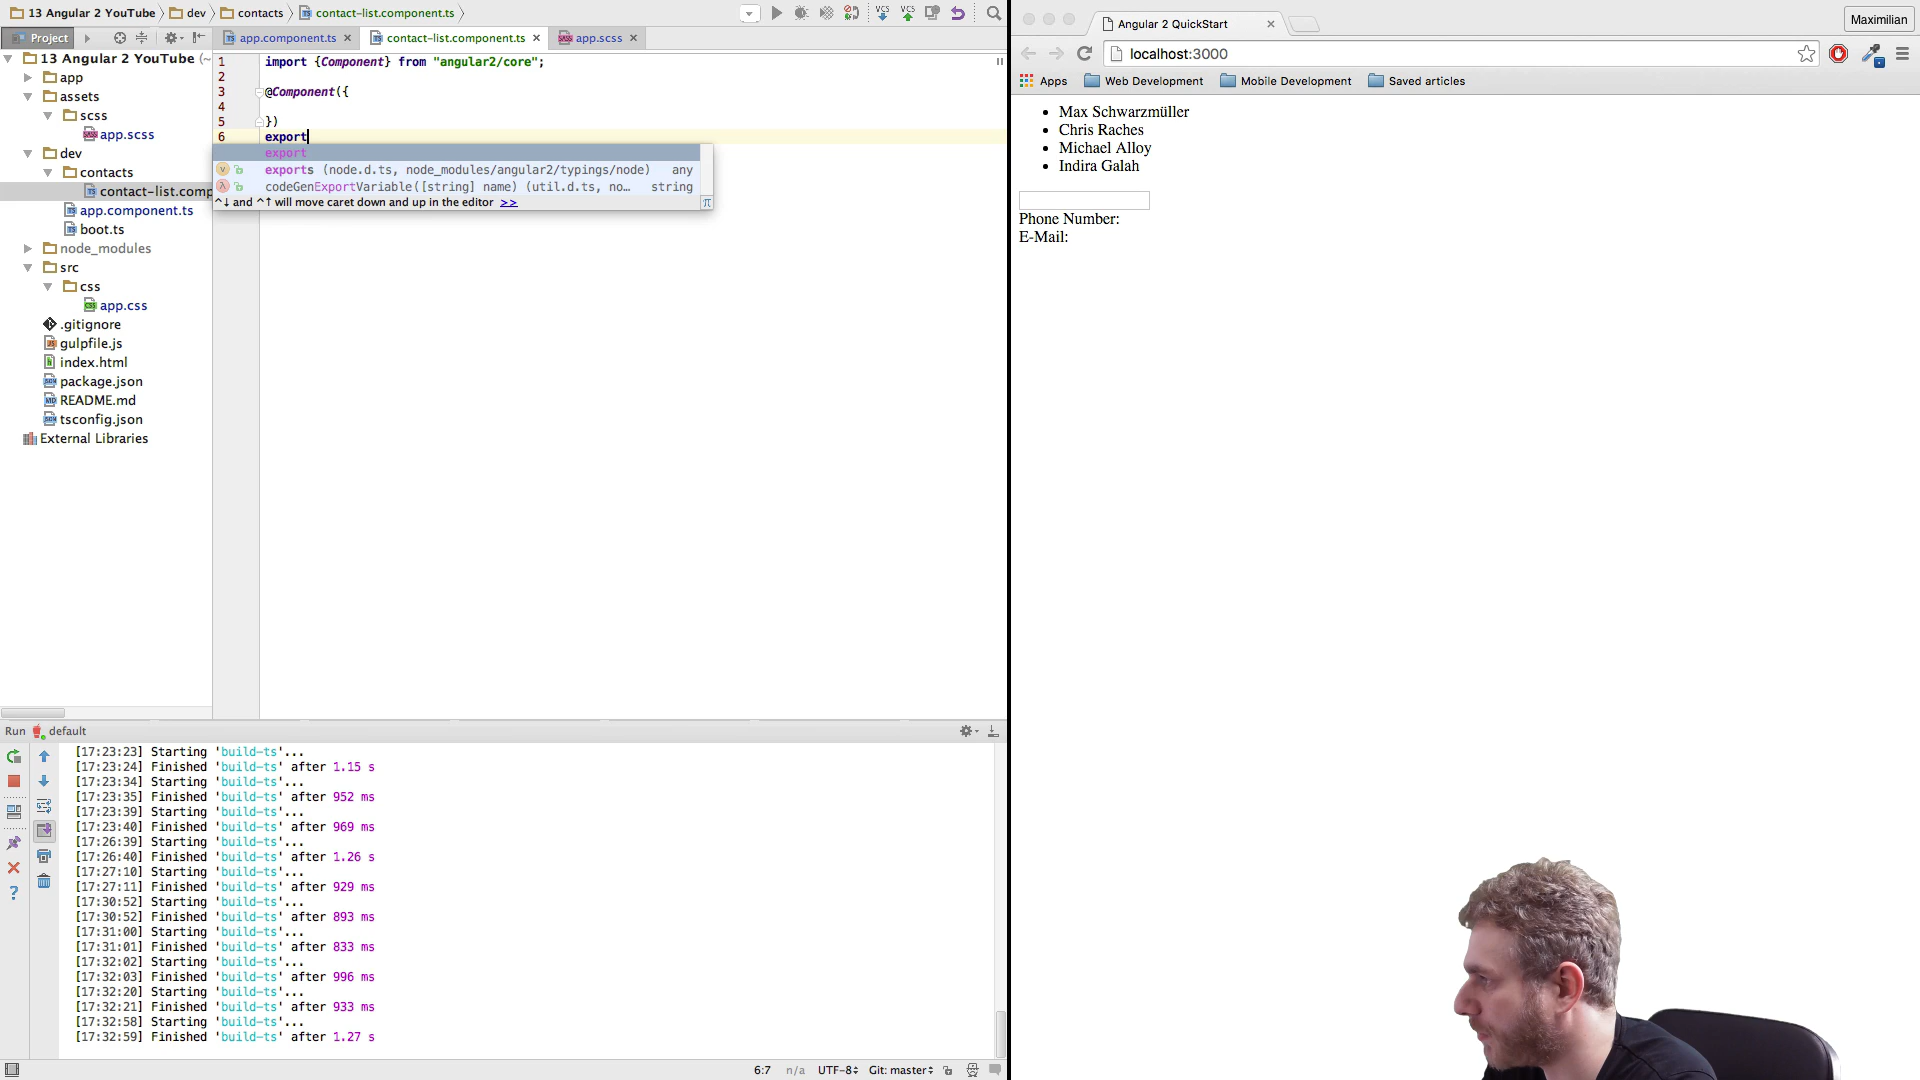 13 Angular 2 YouTube dev contacts contact-list.component.ts
Project
app.component.ts
contact-list.component.ts
app.scss
13 Angular 2 YouTube (~
app
assets
scss
app.scss
dev
contacts
contact-list.comp
app.component.ts
boot.ts
node_modules
src
css
app.css
.gitignore
gulpfile.js
index.html
package.json
README.md
tsconfig.json
External Libraries
1 import {Component} from "angular2/core";
2
3 @Component({
4
5 })
6 export
export
exports (node.d.ts, node_modules/angular2/typings/node) any
codeGenExportVariable([string] name) (util.d.ts, no... string
^↓ and ^↑ will move caret down and up in the editor >>
π
Run default
[17:23:23] Starting 'build-ts'...
[17:23:24] Finished 'build-ts' after 1.15 s
[17:23:34] Starting 'build-ts'...
[17:23:35] Finished 'build-ts' after 952 ms
[17:23:39] Starting 'build-ts'...
[17:23:40] Finished 'build-ts' after 969 ms
[17:26:39] Starting 'build-ts'...
[17:26:40] Finished 'build-ts' after 1.26 s
[17:27:10] Starting 'build-ts'...
[17:27:11] Finished 'build-ts' after 929 ms
[17:30:52] Starting 'build-ts'...
[17:30:52] Finished 'build-ts' after 893 ms
[17:31:00] Starting 'build-ts'...
[17:31:01] Finished 'build-ts' after 833 ms
[17:32:02] Starting 'build-ts'...
[17:32:03] Finished 'build-ts' after 996 ms
[17:32:20] Starting 'build-ts'...
[17:32:21] Finished 'build-ts' after 933 ms
[17:32:58] Starting 'build-ts'...
[17:32:59] Finished 'build-ts' after 1.27 s
6:7 n/a UTF-8 Git: master
Angular 2 QuickStart
Maximilian
localhost:3000
Apps Web Development Mobile Development Saved articles
Max Schwarzmüller
Chris Raches
Michael Alloy
Indira Galah
Phone Number:
E-Mail: